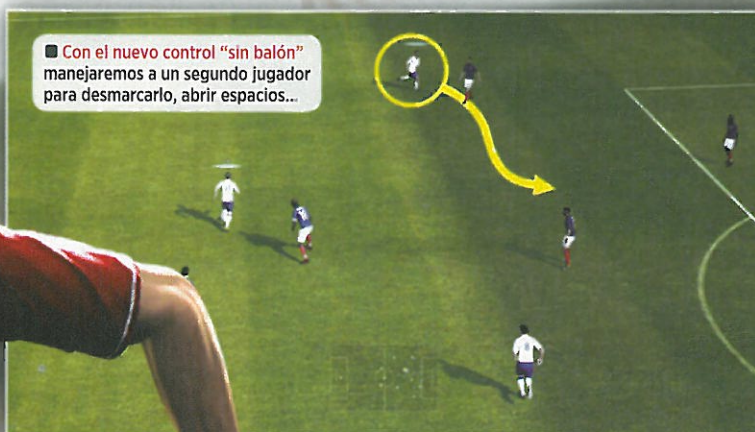 ■ Con el nuevo control “sin balón”
manejaremos a un segundo jugador
para desmarcarlo, abrir espacios...